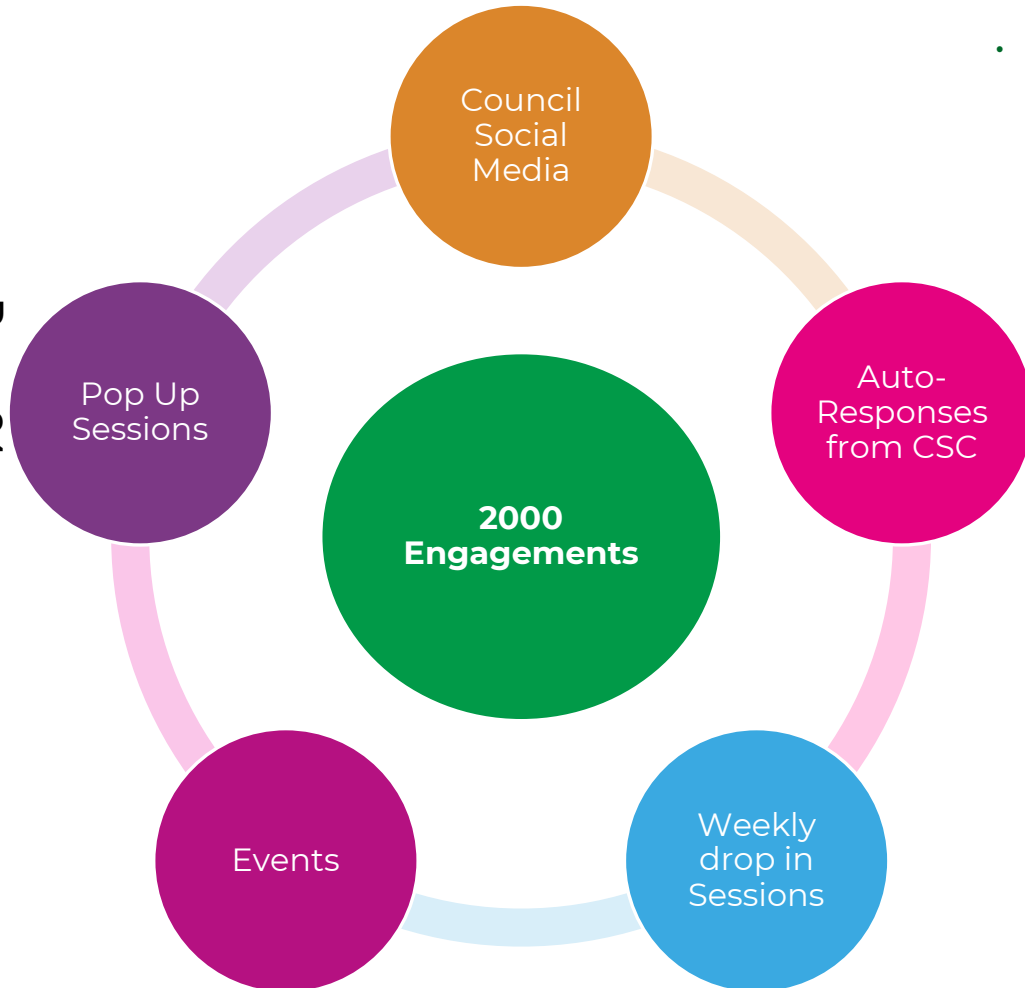 Council
Social
Media
Auto-
Responses
from CSC
Weekly
drop in
Sessions
Events
Pop Up
Sessions
2000
Engagements